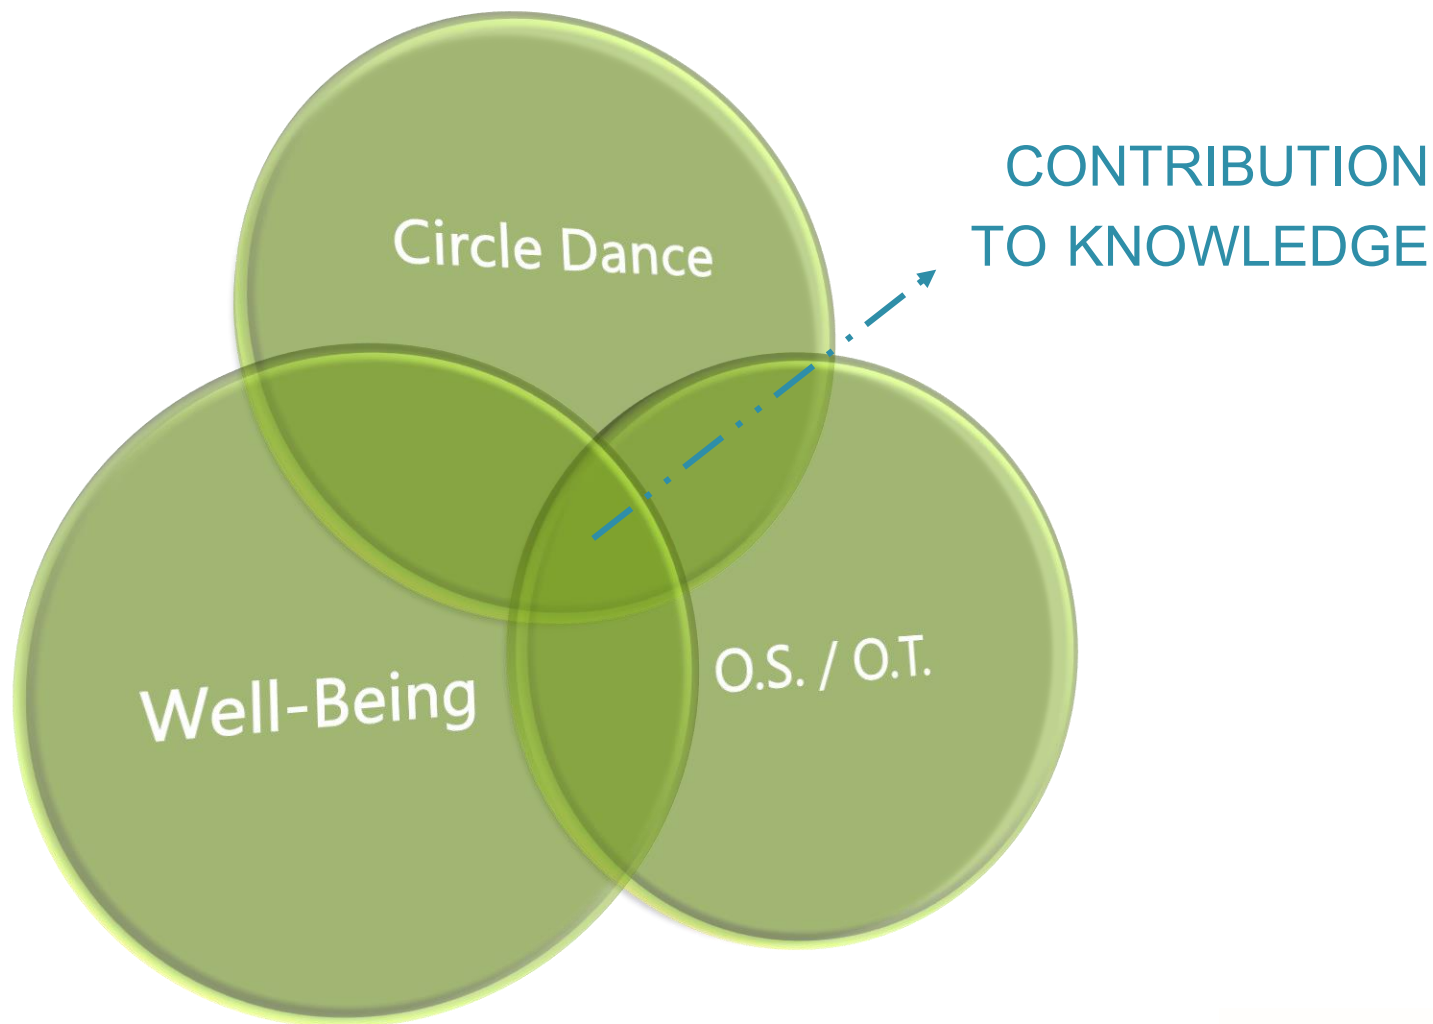 Circle Dance
CONTRIBUTION
TO KNOWLEDGE
Well-Being
O.S. / O.T.